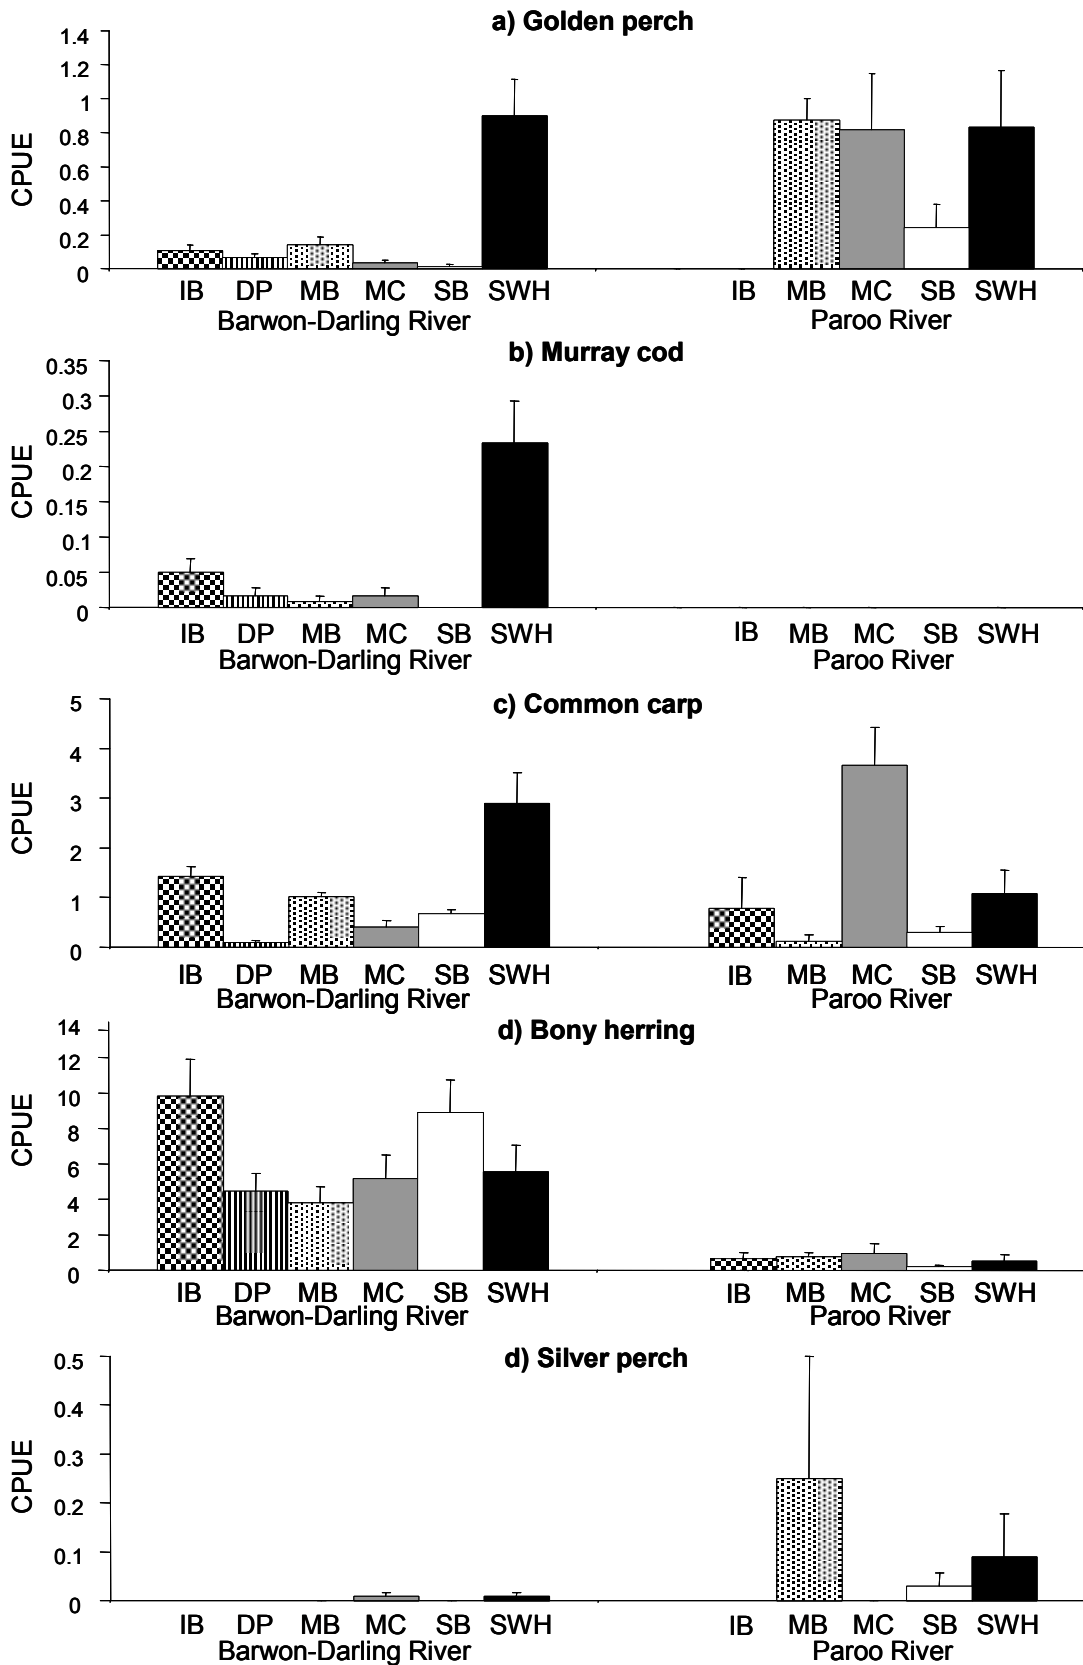 a) Golden perch
1.4
1.2
1
0.8
0.6
0.4
0.2
0
CPUE
IB DP MB MC SB SWH IB MB MC SB SWH
Barwon-Darling River Paroo River
b) Murray cod
0.35
0.3
0.25
0.2
0.15
0.1
0.05
0
CPUE
IB DP MB MC SB SWH IB MB MC SB SWH
Barwon-Darling River Paroo River
c) Common carp
5
4
3
2
1
0
CPUE
IB DP MB MC SB SWH IB MB MC SB SWH
Barwon-Darling River Paroo River
d) Bony herring
14
12
10
8
6
4
2
0
CPUE
IB DP MB MC SB SWH IB MB MC SB SWH
Barwon-Darling River Paroo River
d) Silver perch
0.5
0.4
0.3
0.2
0.1
0
CPUE
IB DP MB MC SB SWH IB MB MC SB SWH
Barwon-Darling River Paroo River